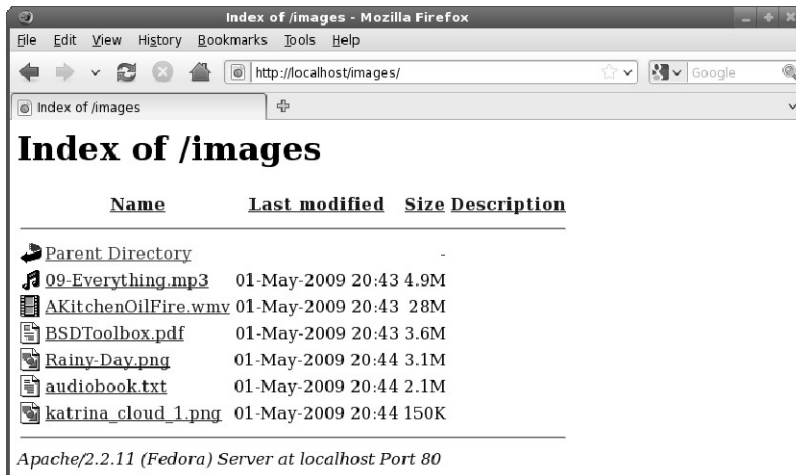 Index of /images - Mozilla Firefox
File Edit View History Bookmarks Tools Help
http://localhost/images/ Google
Index of /images
Index of /images
Name Last modified Size Description
Parent Directory -
09-Everything.mp3 01-May-2009 20:43 4.9M
AKitchenOilFire.wmv 01-May-2009 20:43 28M
BSDToolbox.pdf 01-May-2009 20:43 3.6M
Rainy-Day.png 01-May-2009 20:44 3.1M
audiobook.txt 01-May-2009 20:44 2.1M
katrina_cloud_1.png 01-May-2009 20:44 150K
Apache/2.2.11 (Fedora) Server at localhost Port 80